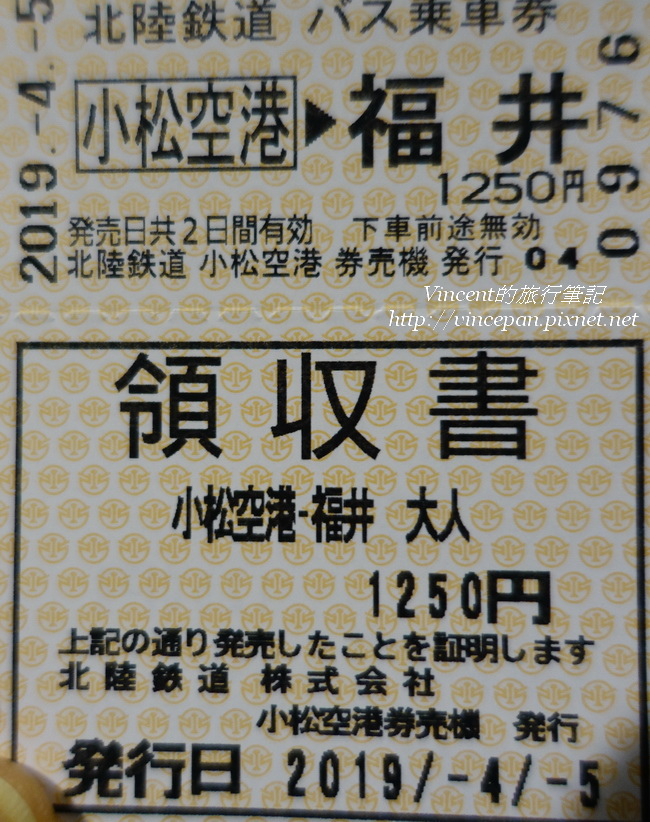 北陸鉄道 バス乗車券
2019.-4.-5
小松空港▶福井
1250円
0976
発売日共2日間有効 下車前途無効
北陸鉄道 小松空港 券売機 発行 04
Vincent的旅行筆記
http://vincepan.pixnet.net
領収書
小松空港-福井 大人
1250円
上記の通り発売したことを証明します
北陸鉄道 株式会社
小松空港券売機 発行
発行日 2019/-4/-5